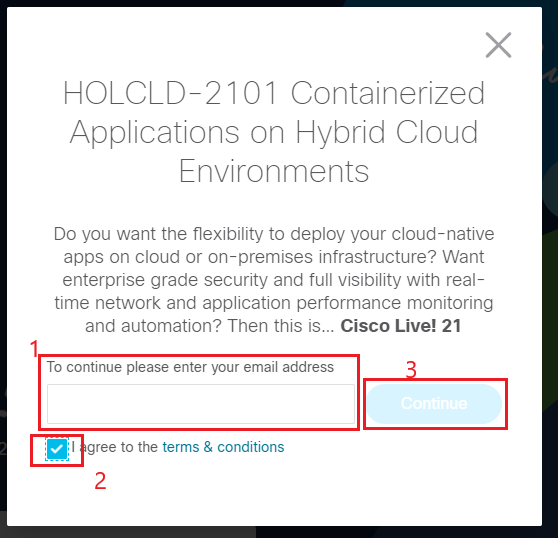 HOLCLD-2101 Containerized
Applications on Hybrid Cloud
Environments
Do you want the flexibility to deploy your cloud-native
apps on cloud or on-premises infrastructure? Want
enterprise grade security and full visibility with real-
time network and application performance monitoring
and automation? Then this is... Cisco Live! 21
1
To continue please enter your email address
3
Continue
I agree to the terms & conditions
2